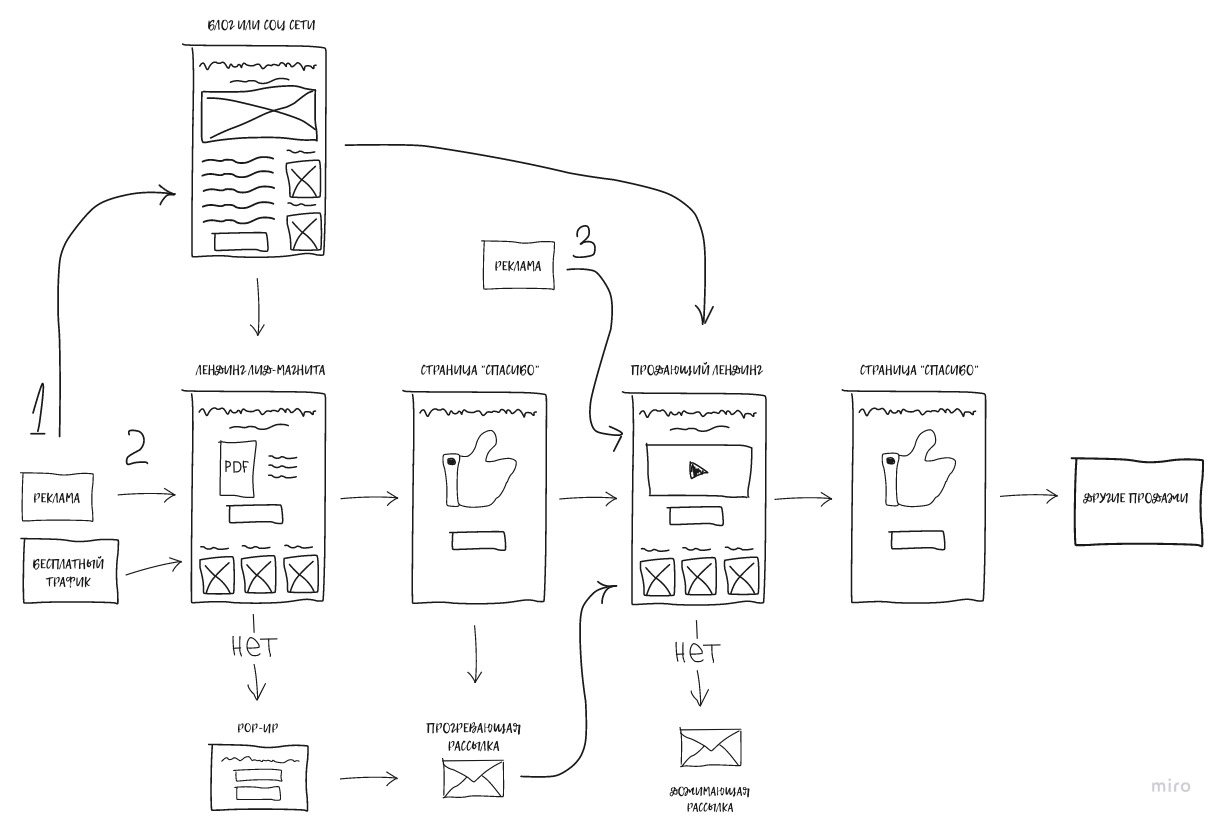 БЛОГ ИЛИ СОЦ СЕТИ
3
РЕКЛАМА
1
ЛЕНДИНГ ЛИД-МАГНИТА
СТРАНИЦА "СПАСИБО"
ПРОДАЮЩИЙ ЛЕНДИНГ
СТРАНИЦА "СПАСИБО"
2
PDF
РЕКЛАМА
ДРУГИЕ ПРОДАЖИ
БЕСПЛАТНЫЙ
ТРАФИК
НЕТ
НЕТ
POP-UP
ПРОГРЕВАЮЩАЯ
РАССЫЛКА
ДОЖИМАЮЩАЯ
РАССЫЛКА
miro